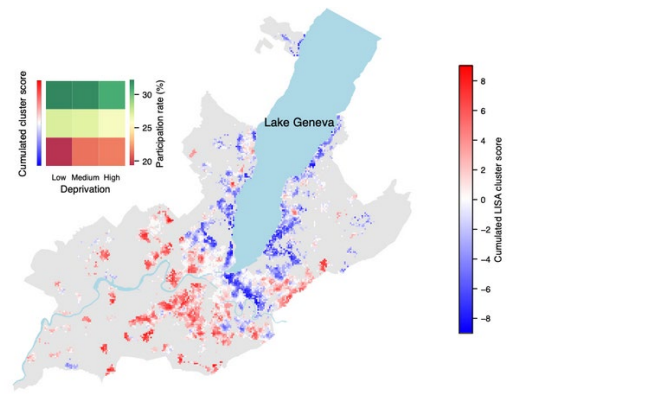 Lake Geneva
Cumulated cluster score
30
25
20
Participation rate (%)
Low Medium High
Deprivation
8
6
4
2
0
−2
−4
−6
−8
Cumulated LISA cluster score